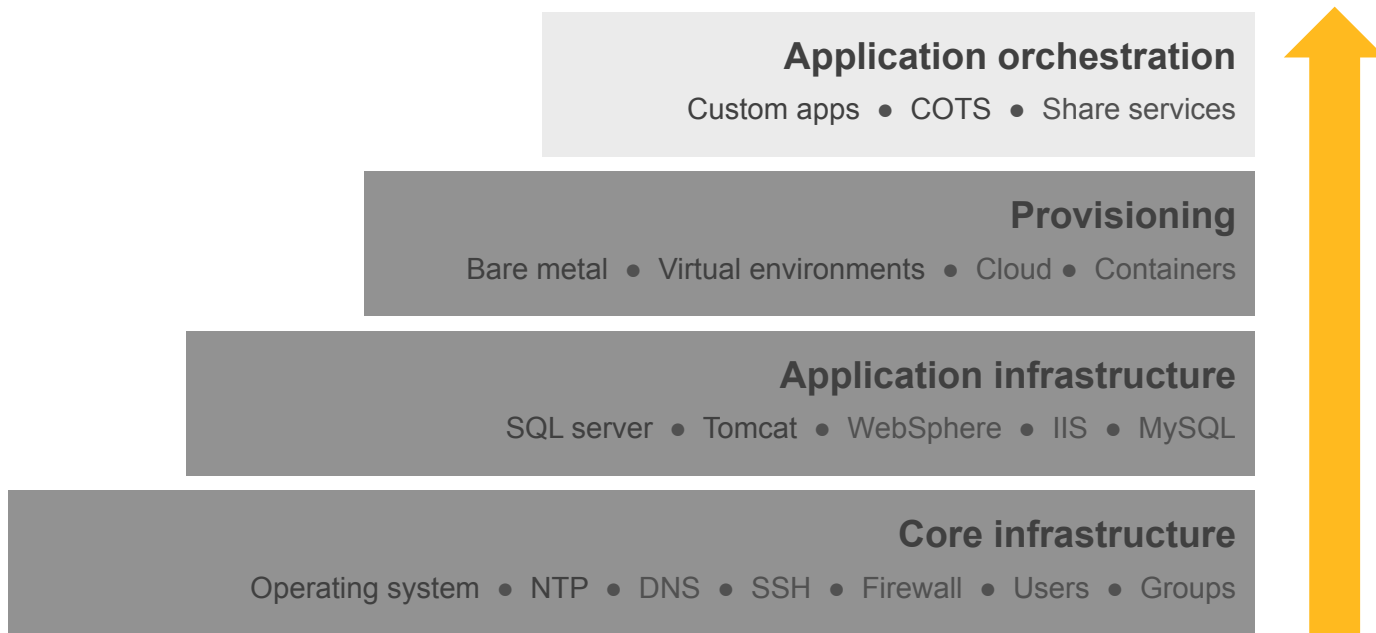 Application orchestration
Custom apps ● COTS ● Share services
Provisioning
Bare metal ● Virtual environments ● Cloud ● Containers
Application infrastructure
SQL server ● Tomcat ● WebSphere ● IIS ● MySQL
Core infrastructure
Operating system ● NTP ● DNS ● SSH ● Firewall ● Users ● Groups